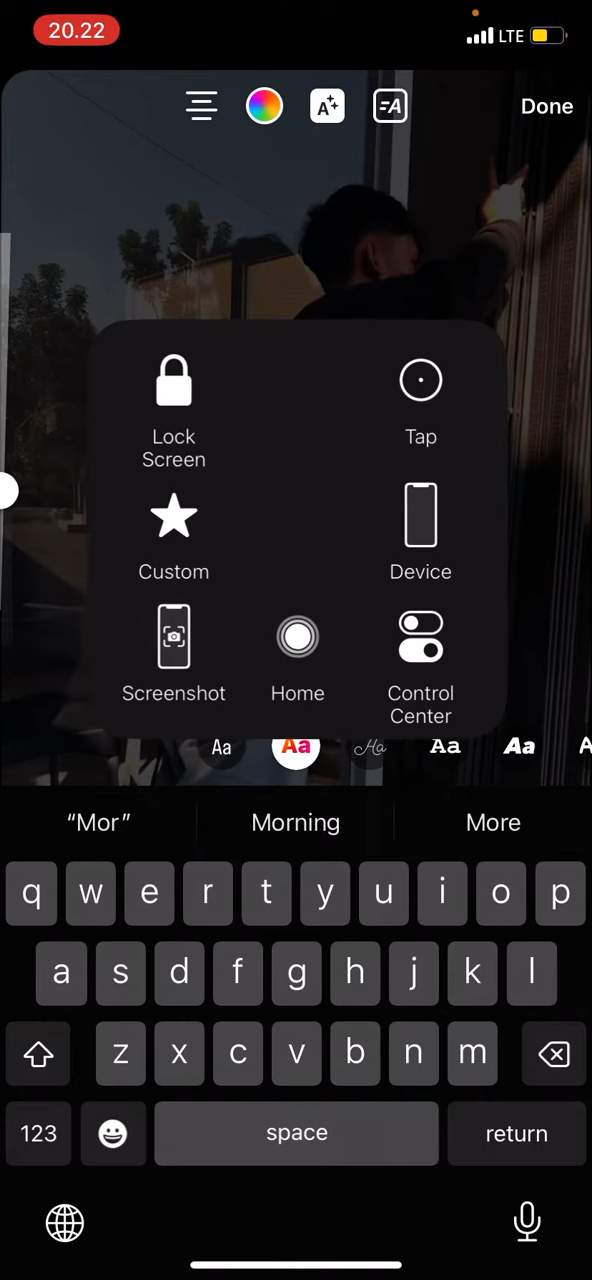 20.22
LTE
A
A
Done
Lock
Screen
Tap
Custom
Device
Screenshot
Home
Control
Center
Aa
Aa
Aa
Aa
Aa
A
“Mor”
Morning
More
q w e r t y u i o p
a s d f g h j k l
z x c v b n m
123
space
return